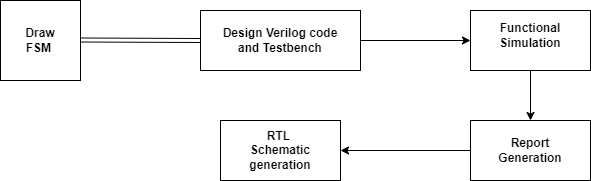 Draw
FSM
Design Verilog code
and Testbench
Functional
Simulation
Report
Generation
RTL
Schematic
generation